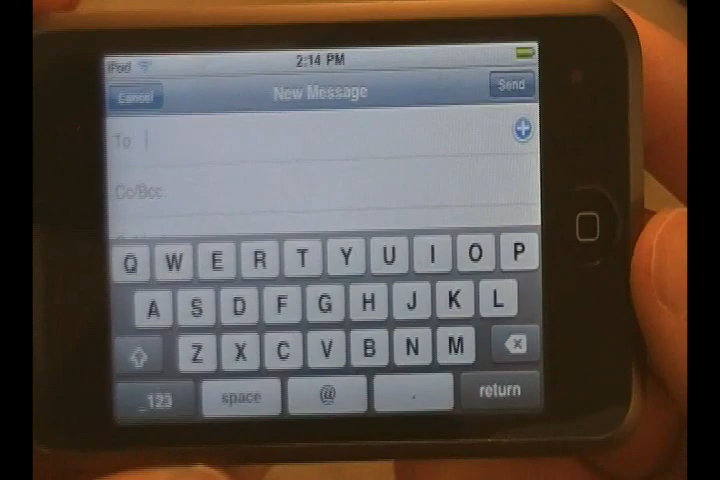 iPod 2:14 PM
Cancel New Message Send
To
Cc/Bcc
Q W E R T Y U I O P
A S D F G H J K L
Z X C V B N M
.123 space @ . return